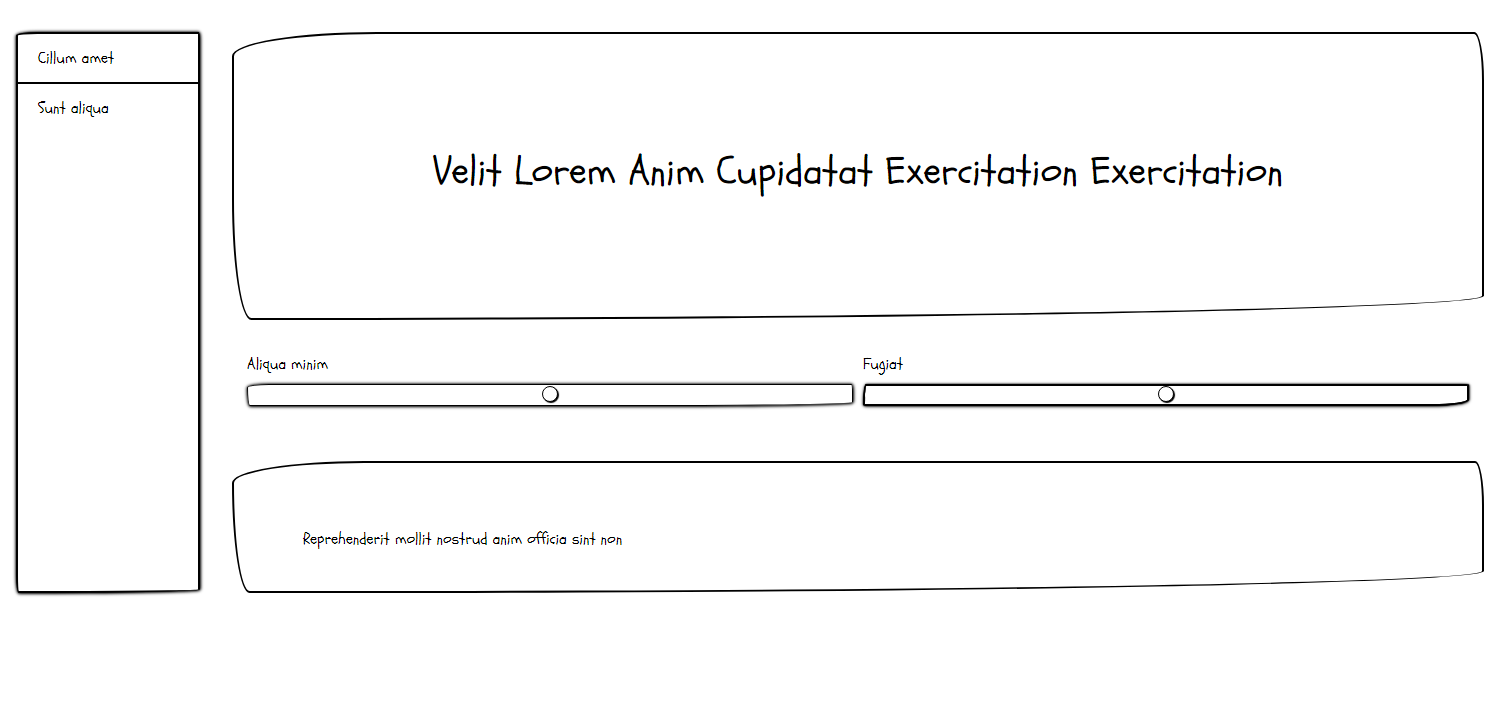 Cillum amet
Sunt aliqua
Velit Lorem Anim Cupidatat Exercitation Exercitation
Aliqua minim
Fugiat
Reprehenderit mollit nostrud anim officia sint non